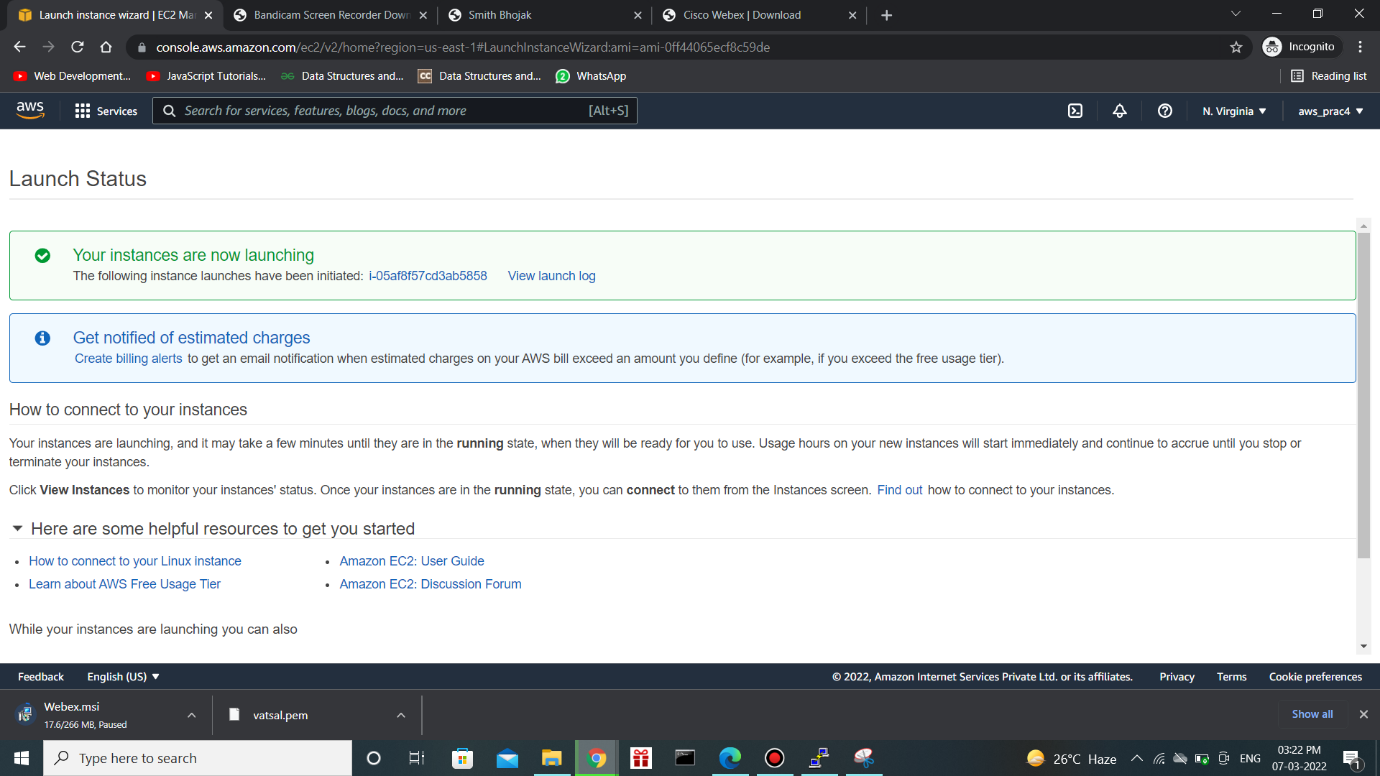 Launch instance wizard | EC2 Ma
Bandicam Screen Recorder Down
Smith Bhojak
Cisco Webex | Download
console.aws.amazon.com/ec2/v2/home?region=us-east-1#LaunchInstanceWizard:ami=ami-0ff44065ecf8c59de
Incognito
Web Development...
JavaScript Tutorials...
Data Structures and...
CC Data Structures and...
2 WhatsApp
Reading list
aws
Services
Search for services, features, blogs, docs, and more [Alt+S]
N. Virginia
aws_prac4
Launch Status
Your instances are now launching
The following instance launches have been initiated: i-05af8f57cd3ab5858 View launch log
Get notified of estimated charges
Create billing alerts to get an email notification when estimated charges on your AWS bill exceed an amount you define (for example, if you exceed the free usage tier).
How to connect to your instances
Your instances are launching, and it may take a few minutes until they are in the running state, when they will be ready for you to use. Usage hours on your new instances will start immediately and continue to accrue until you stop or
terminate your instances.
Click View Instances to monitor your instances' status. Once your instances are in the running state, you can connect to them from the Instances screen. Find out how to connect to your instances.
Here are some helpful resources to get you started
• How to connect to your Linux instance
• Amazon EC2: User Guide
• Learn about AWS Free Usage Tier
• Amazon EC2: Discussion Forum
While your instances are launching you can also
Feedback
English (US)
© 2022, Amazon Internet Services Private Ltd. or its affiliates.
Privacy
Terms
Cookie preferences
Webex.msi
17.6/266 MB, Paused
vatsal.pem
Show all
Type here to search
26°C Haze
ENG
03:22 PM
07-03-2022
1